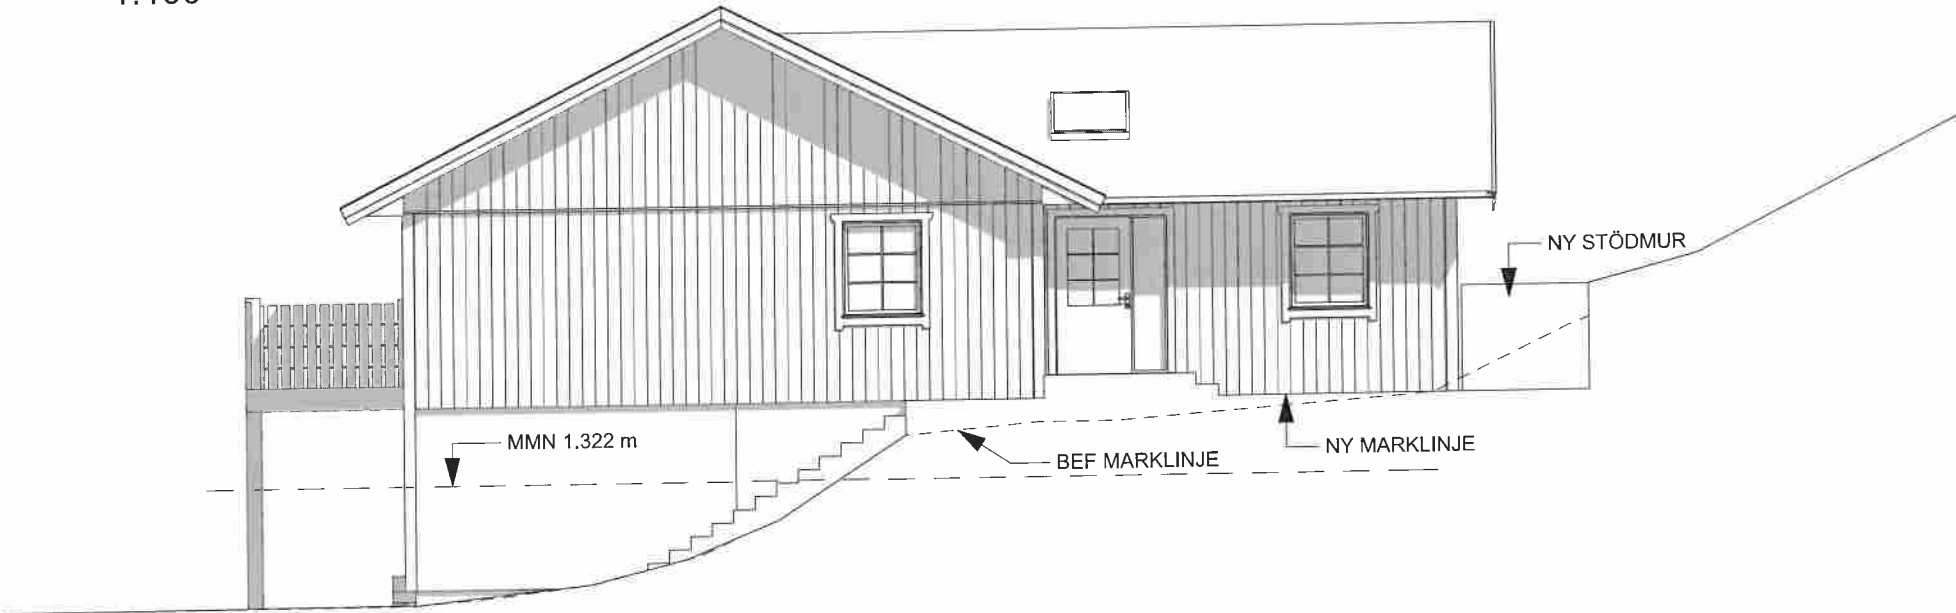 NY STÖDMUR
MMN 1.322 m
BEF MARKLINJE
NY MARKLINJE